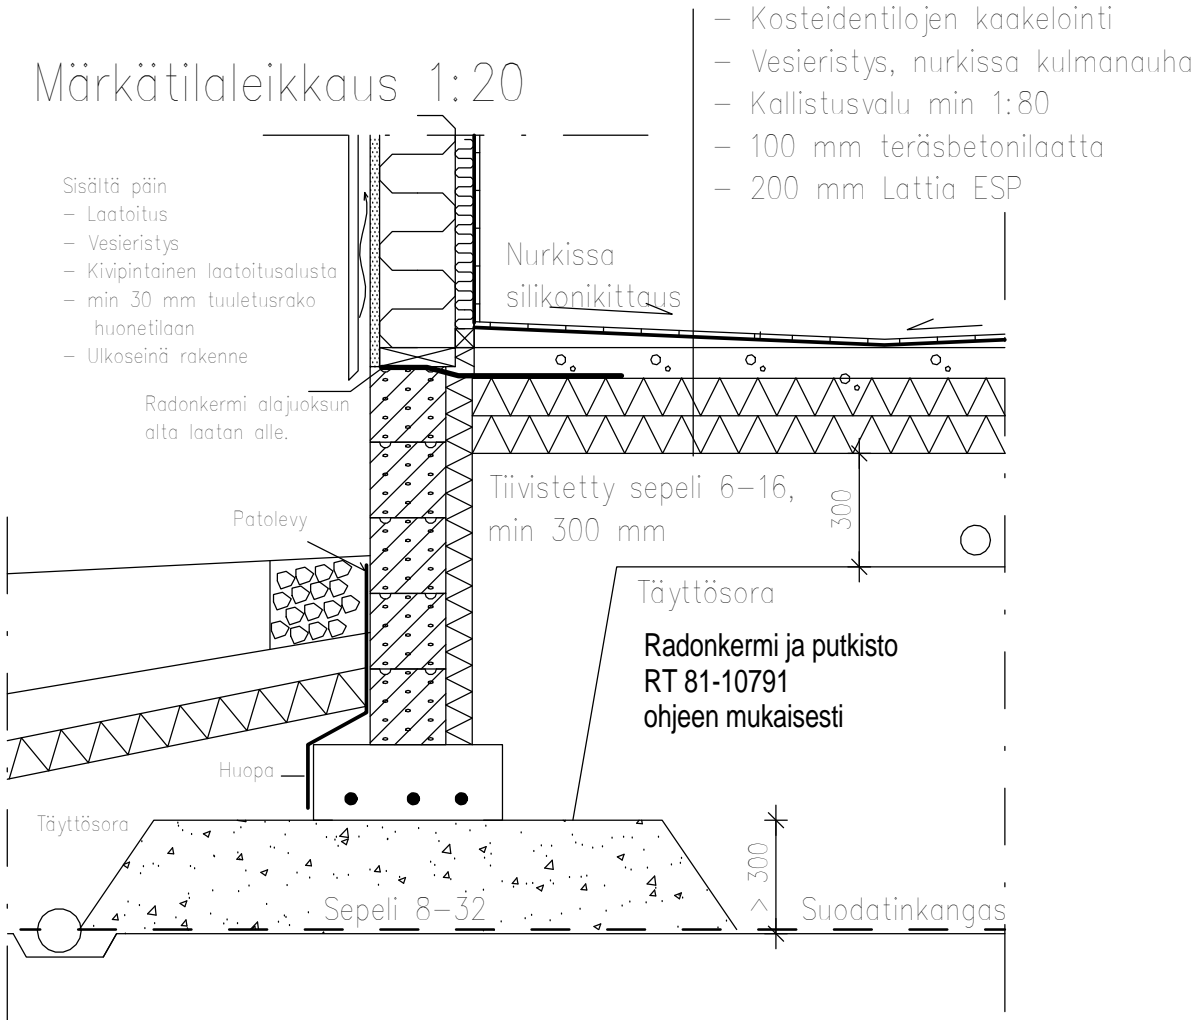 Märkätilaleikkaus 1:20
– Kosteidentilojen kaakelointi
– Vesieristys, nurkissa kulmanauha
– Kallistusvalu min 1:80
– 100 mm teräsbetonilaatta
– 200 mm Lattia ESP
Sisältä päin
– Laatoitus
– Vesieristys
– Kivipintainen laatoitusalusta
– min 30 mm tuuletusrako
huonetilaan
– Ulkoseinä rakenne
Nurkissa
silikonikittaus
Radonkermi alajuoksun
alta laatan alle.
Tiivistetty sepeli 6–16,
min 300 mm
300
Patolevy
Täyttösora
Radonkermi ja putkisto
RT 81-10791
ohjeen mukaisesti
Huopa
Täyttösora
> 300
Sepeli 8–32
Suodatinkangas